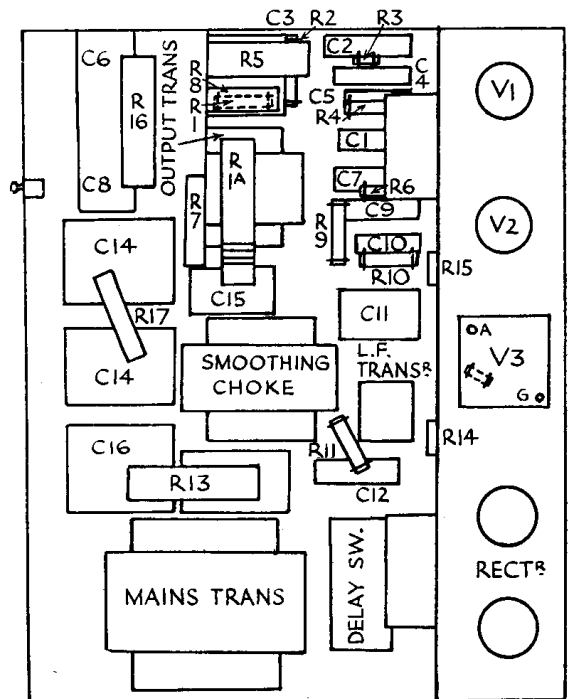 C3
R2
R3
C2
C6
R5
C
4
R
8
R
1
C5
R4
V1
OUTPUT TRANS
R
16
C1
R
1A
C8
C7
R6
R
7
C9
R
9
V2
C14
C10
R10
R15
C15
C11
R17
L.F.
TRANSR
A
V3
G
C14
SMOOTHING
CHOKE
C16
R11
R14
R13
C12
MAINS TRANS
DELAY SW.
RECTR